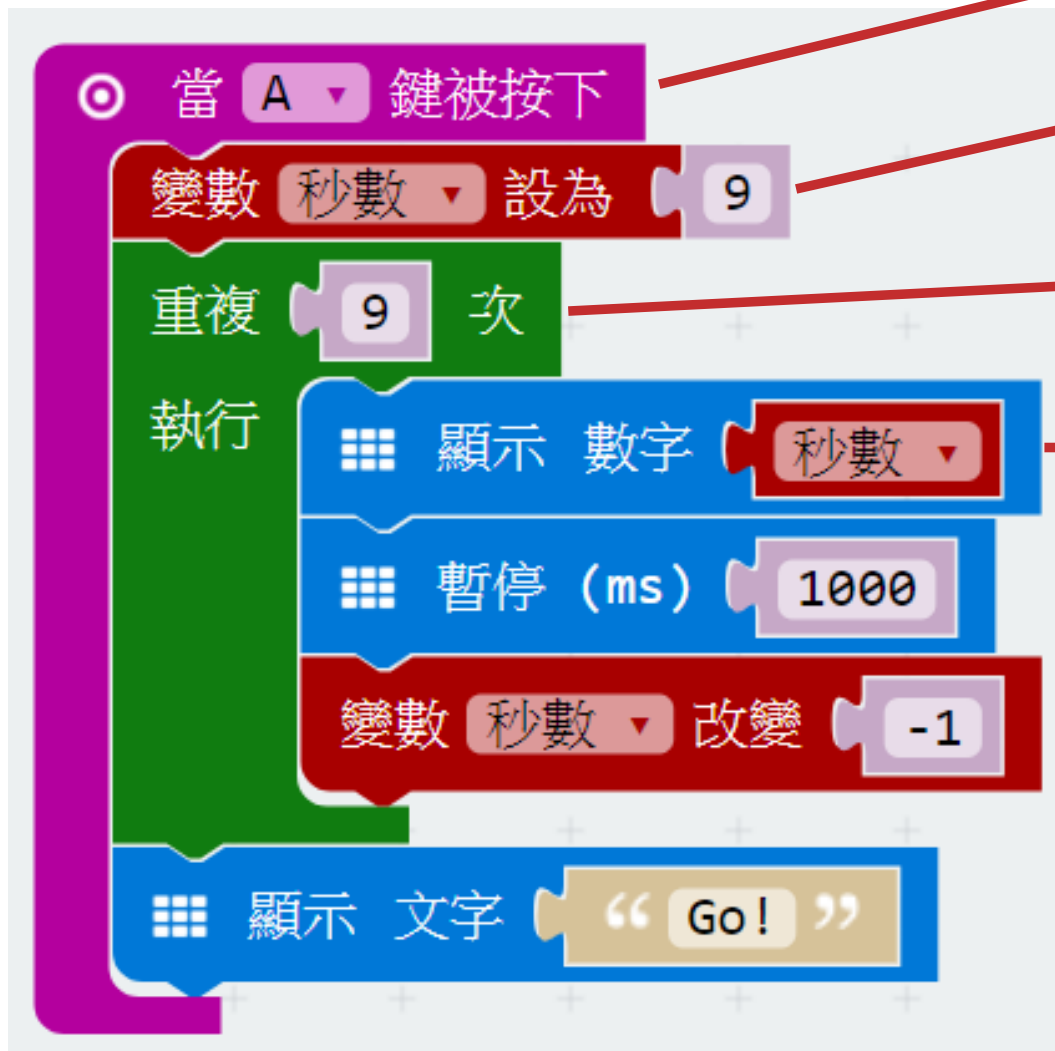 當 A 鍵被按下
變數 秒數 設為 9
重複 9 次
執行
顯示 數字 秒數
暫停 (ms) 1000
變數 秒數 改變 -1
顯示 文字 “ Go! ”